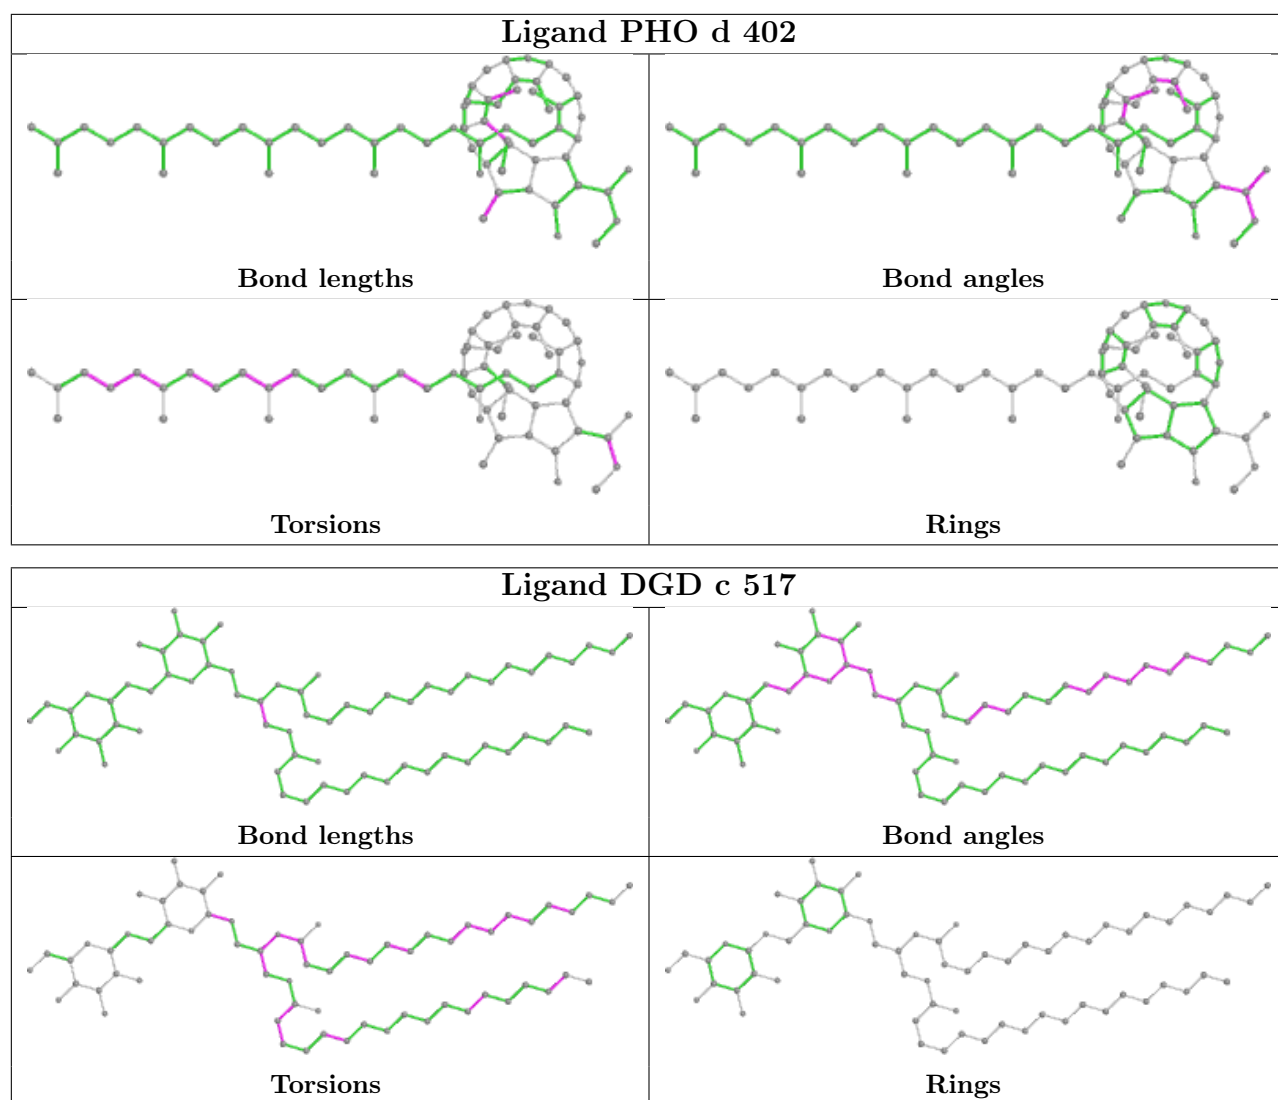 Ligand PHO d 402
Bond lengths
Bond angles
Torsions
Rings
Ligand DGD c 517
Bond lengths
Bond angles
Torsions
Rings